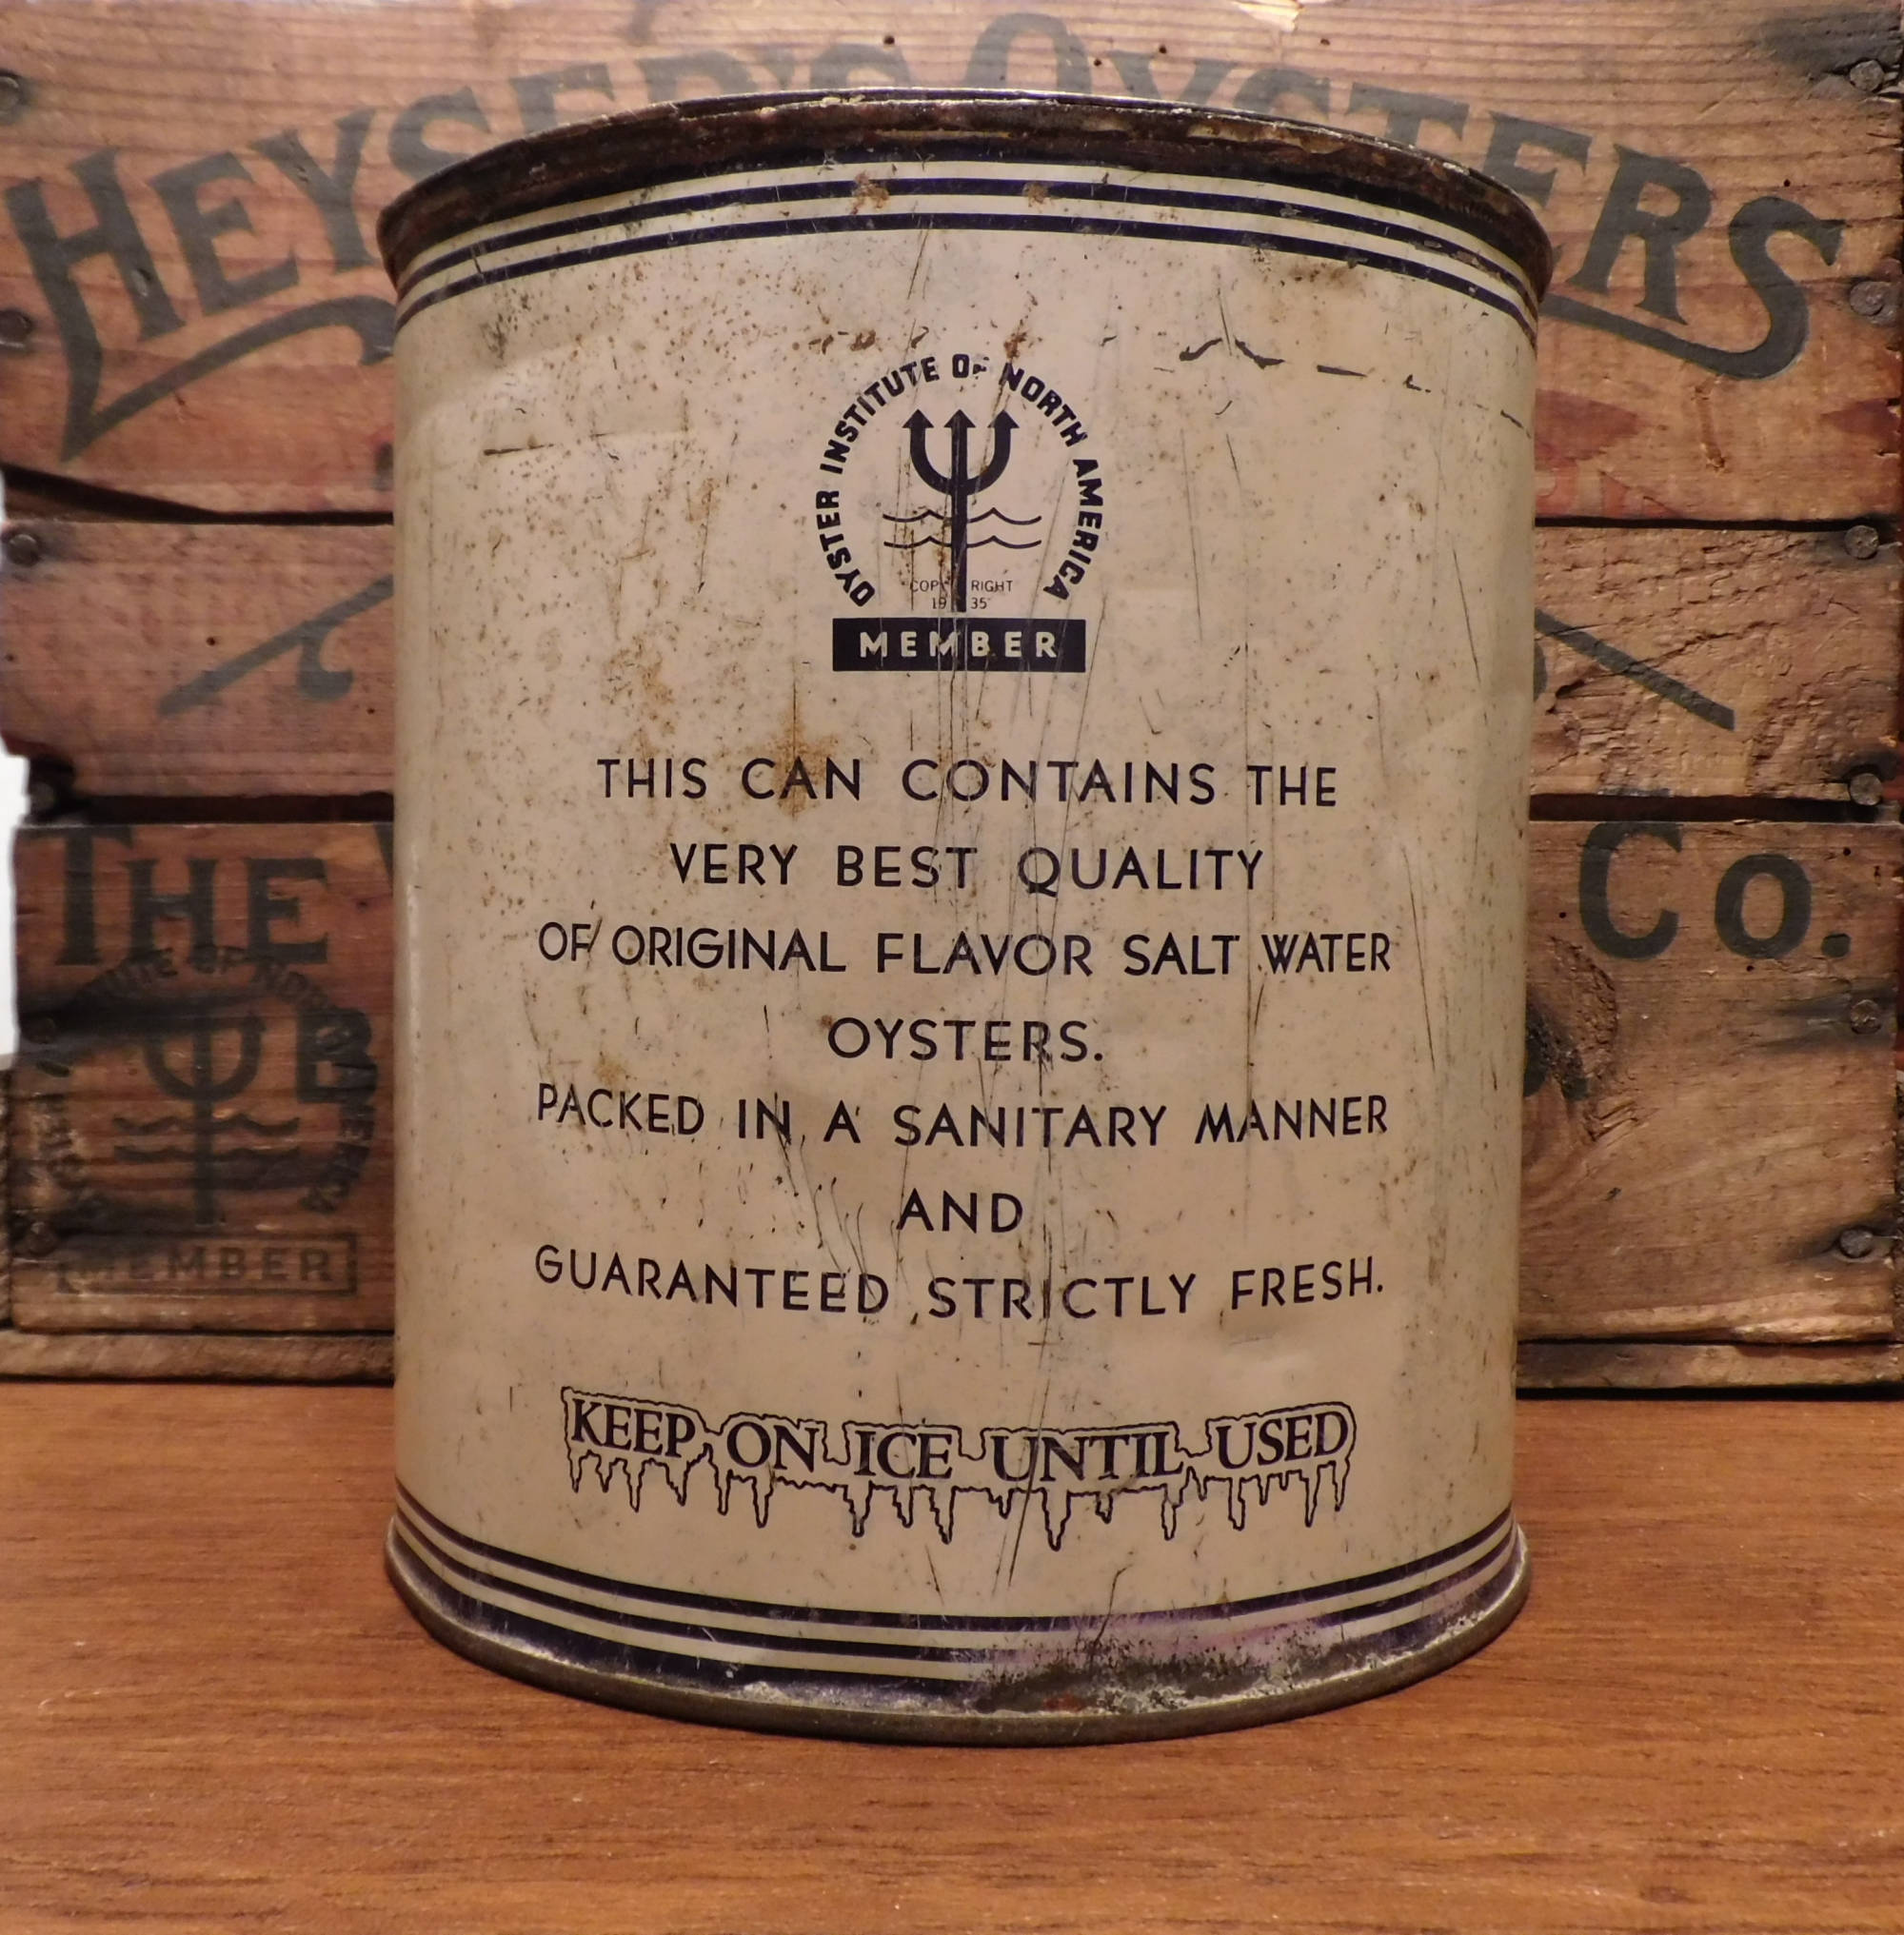 HEYSER'S OYSTERS
OYSTER INSTITUTE OF NORTH AMERICA
COPYRIGHT
1935
MEMBER
THIS CAN CONTAINS THE
VERY BEST QUALITY
OF ORIGINAL FLAVOR SALT WATER
OYSTERS.
PACKED IN A SANITARY MANNER
AND
GUARANTEED STRICTLY FRESH.
KEEP ON ICE UNTIL USED
THE
Co.
OF NORTH
MEMBER